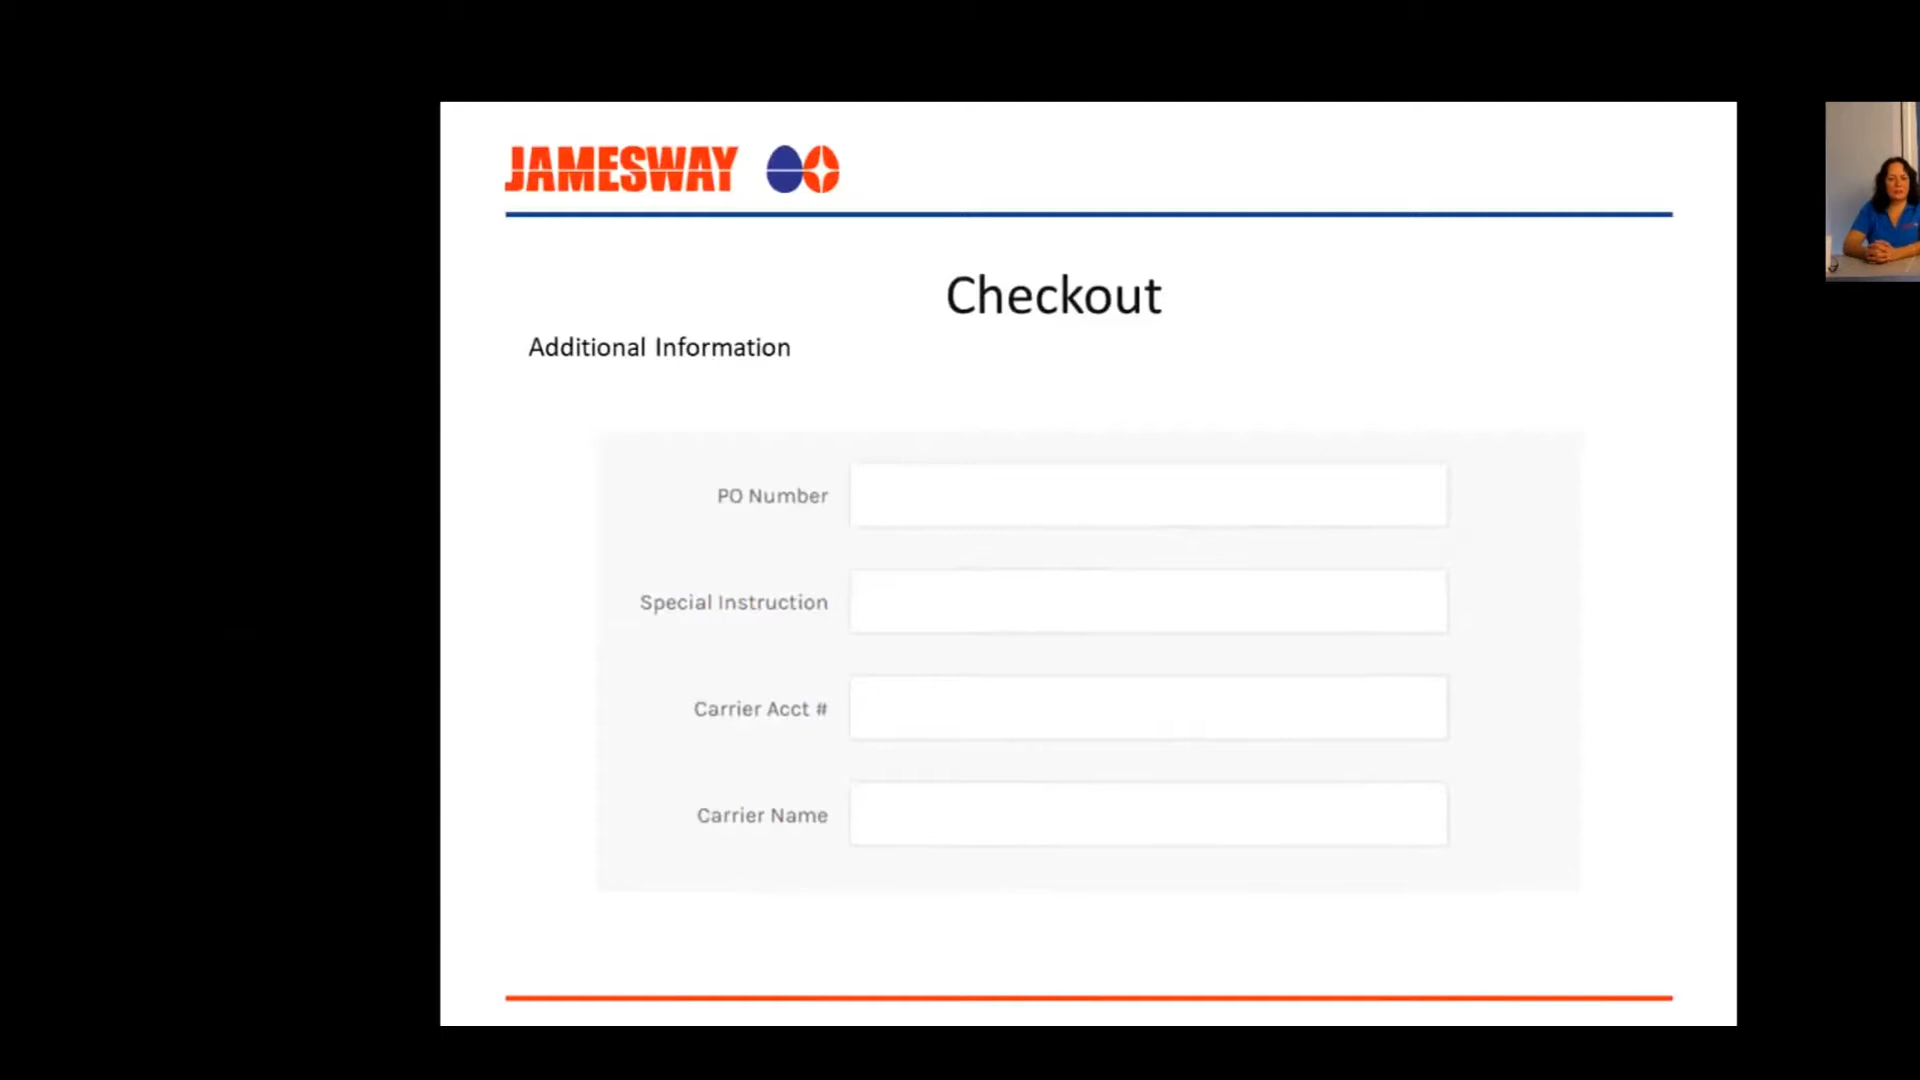 JAMESWAY
Checkout
Additional Information
PO Number
Special Instruction
Carrier Acct #
Carrier Name